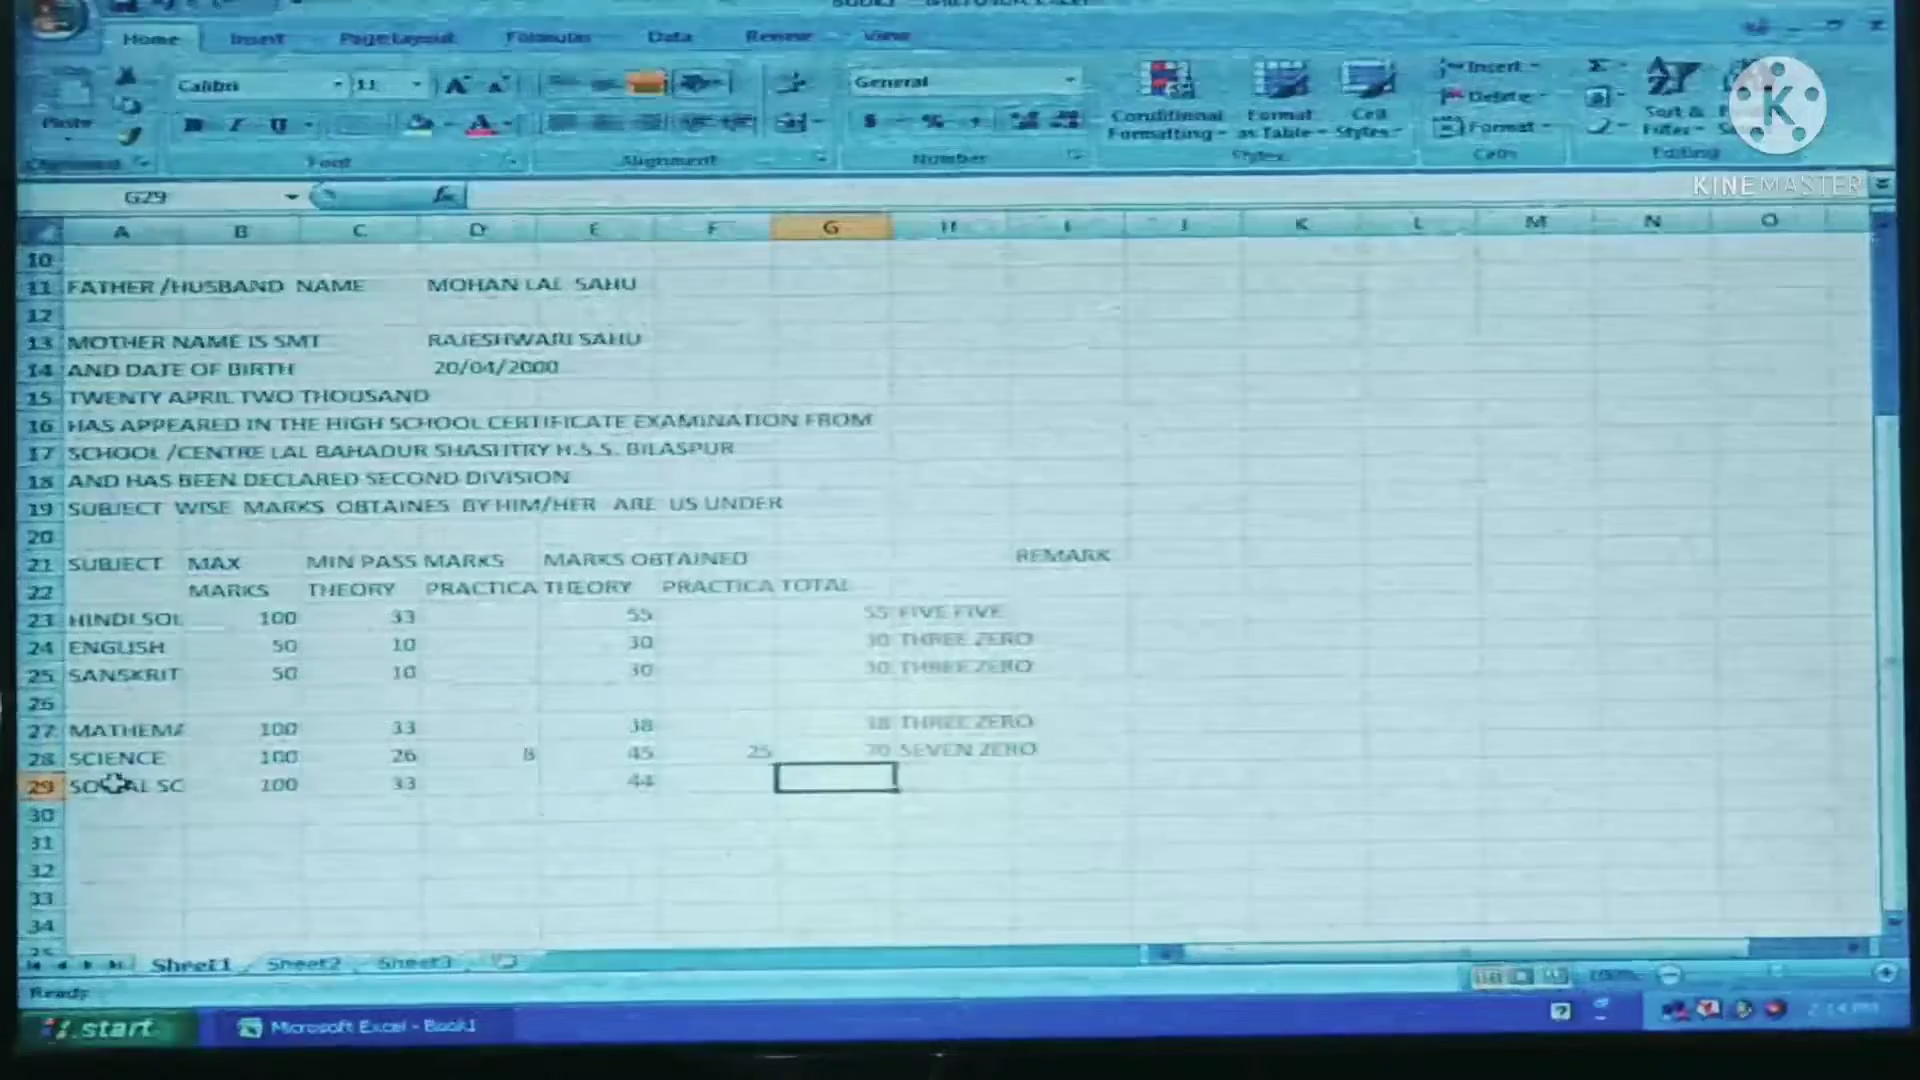 Home Insert Page Layout Formulas Data Review View
Calibri 11 General
Paste Conditional Formatting Format as Table Cell Styles Insert Delete Format Sort & Filter
Clipboard Font Alignment Number Styles Cells Editing
KINEMASTER
G29 fx
A B C D E F G H I J K L M N O
10
11 FATHER /HUSBAND NAME MOHAN LAL SAHU
12
13 MOTHER NAME IS SMT RAJESHWARI SAHU
14 AND DATE OF BIRTH 20/04/2000
15 TWENTY APRIL TWO THOUSAND
16 HAS APPEARED IN THE HIGH SCHOOL CERTIFICATE EXAMINATION FROM
17 SCHOOL /CENTRE LAL BAHADUR SHASHTRY H.S.S. BILASPUR
18 AND HAS BEEN DECLARED SECOND DIVISION
19 SUBJECT WISE MARKS OBTAINES BY HIM/HER ARE US UNDER
20
21 SUBJECT MAX MIN PASS MARKS MARKS OBTAINED REMARK
22 MARKS THEORY PRACTICA THEORY PRACTICA TOTAL
23 HINDI SOL 100 33 55 55 FIVE FIVE
24 ENGLISH 50 10 30 30 THREE ZERO
25 SANSKRIT 50 10 30 30 THREE ZERO
26
27 MATHEMA 100 33 38 38 THREE ZERO
28 SCIENCE 100 26 8 45 25 70 SEVEN ZERO
29 SOCIAL SC 100 33 44
30
31
32
33
34
Sheet1 Sheet2 Sheet3
Ready 100%
start Microsoft Excel - Book1 2:14 PM